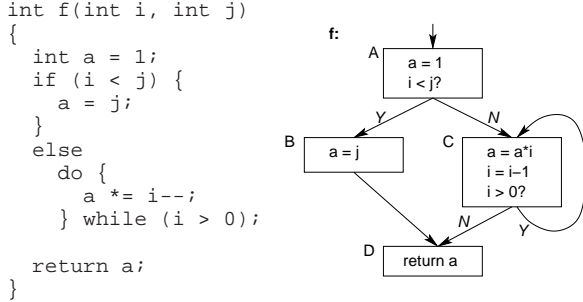 int f(int i, int j)
{
int a = 1;
if (i < j) {
a = j;
}
else
do {
a *= i--;
} while (i > 0);
return a;
}
f:
A
a = 1
i < j?
Y
N
B
a = j
C
a = a*i
i = i−1
i > 0?
N
Y
D
return a